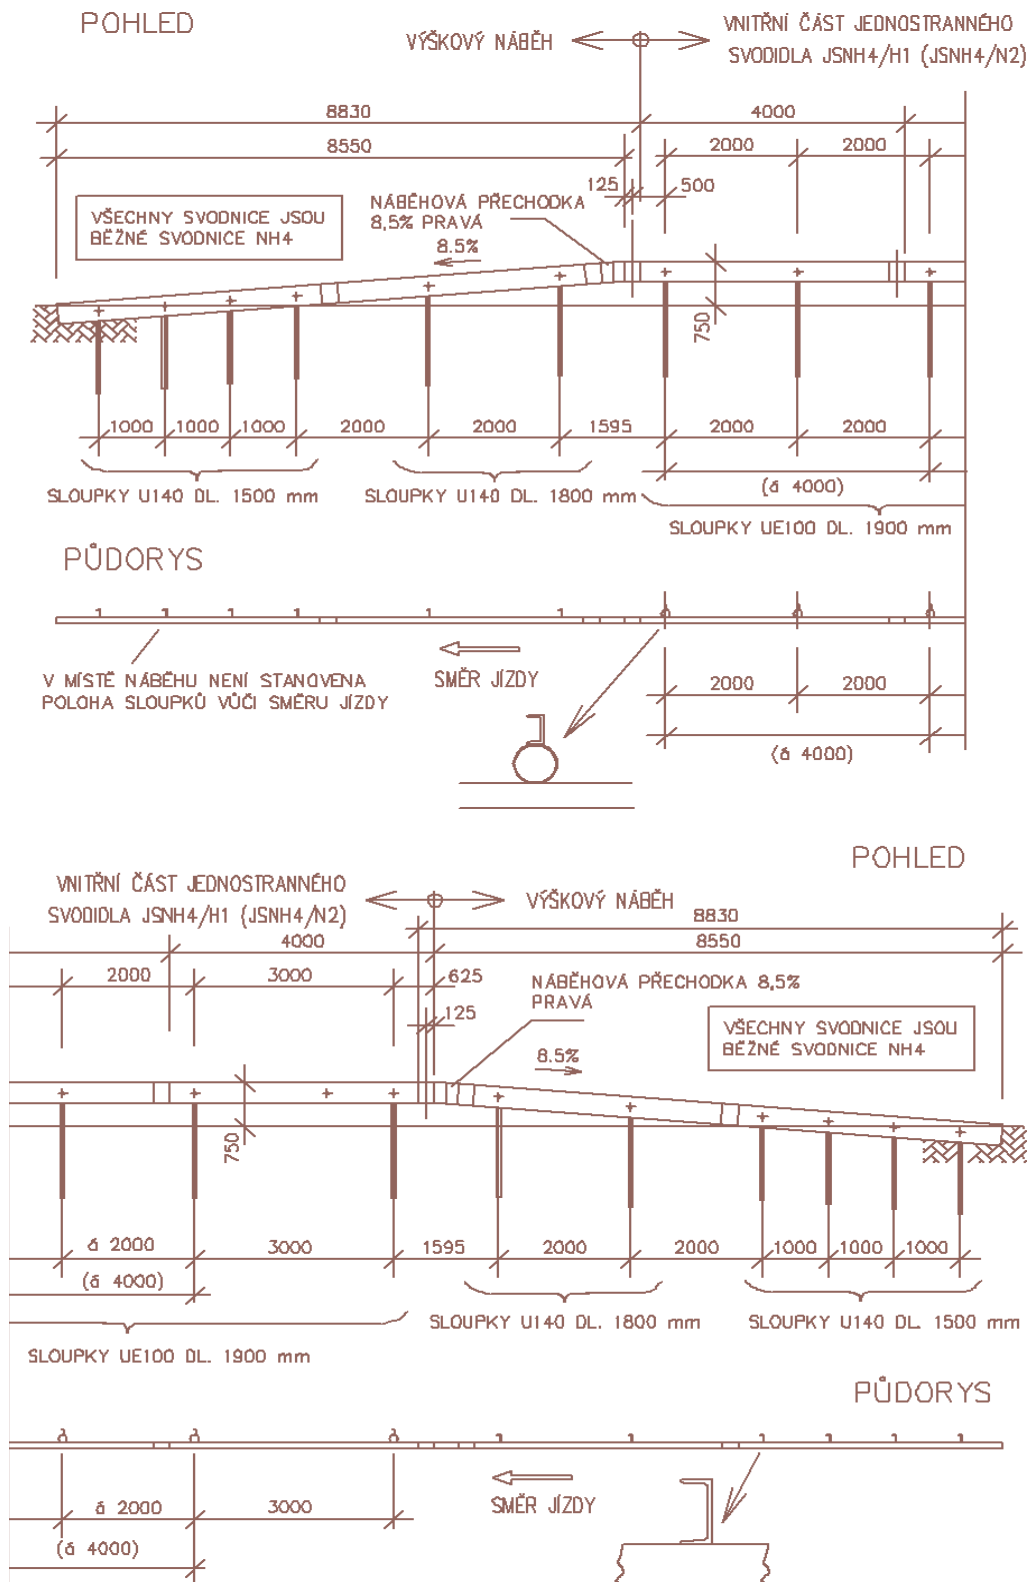 POHLED
VÝŠKOVÝ NÁBĚH
VNITŘNÍ ČÁST JEDNOSTRANNÉHO
SVODIDLA JSNH4/H1 (JSNH4/N2)
8830
4000
8550
2000
2000
125
500
VŠECHNY SVODNICE JSOU
BĚŽNÉ SVODNICE NH4
NÁBĚHOVÁ PŘECHODKA
8,5% PRAVÁ
8.5%
750
1000
1000
1000
2000
2000
1595
2000
2000
SLOUPKY U140 DL. 1500 mm
SLOUPKY U140 DL. 1800 mm
(á 4000)
SLOUPKY UE100 DL. 1900 mm
PŮDORYS
V MÍSTĚ NÁBĚHU NENÍ STANOVENA
POLOHA SLOUPKŮ VŮČI SMĚRU JÍZDY
SMĚR JÍZDY
2000
2000
(á 4000)
POHLED
VNITŘNÍ ČÁST JEDNOSTRANNÉHO
SVODIDLA JSNH4/H1 (JSNH4/N2)
VÝŠKOVÝ NÁBĚH
8830
4000
8550
2000
3000
625
125
NÁBĚHOVÁ PŘECHODKA 8,5%
PRAVÁ
VŠECHNY SVODNICE JSOU
BĚŽNÉ SVODNICE NH4
8.5%
750
á 2000
3000
1595
2000
2000
1000
1000
1000
(á 4000)
SLOUPKY U140 DL. 1800 mm
SLOUPKY U140 DL. 1500 mm
SLOUPKY UE100 DL. 1900 mm
PŮDORYS
SMĚR JÍZDY
á 2000
3000
(á 4000)